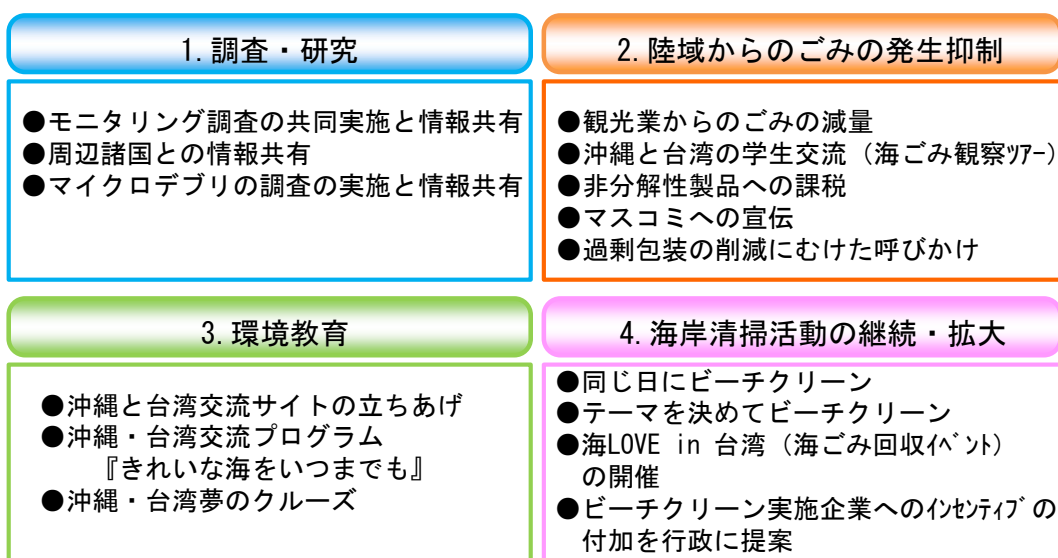 1.調査・研究
●モニタリング調査の共同実施と情報共有
●周辺諸国との情報共有
●マイクロデブリの調査の実施と情報共有
2.陸域からのごみの発生抑制
●観光業からのごみの減量
●沖縄と台湾の学生交流（海ごみ観察ﾂｱｰ）
●非分解性製品への課税
●マスコミへの宣伝
●過剰包装の削減にむけた呼びかけ
3.環境教育
●沖縄と台湾交流サイトの立ちあげ
●沖縄・台湾交流プログラム
『きれいな海をいつまでも』
●沖縄・台湾夢のクルーズ
4.海岸清掃活動の継続・拡大
●同じ日にビーチクリーン
●テーマを決めてビーチクリーン
●海LOVE in 台湾（海ごみ回収ｲﾍﾞﾝﾄ）
の開催
●ビーチクリーン実施企業へのｲﾝｾﾝﾃｨﾌﾞの
付加を行政に提案